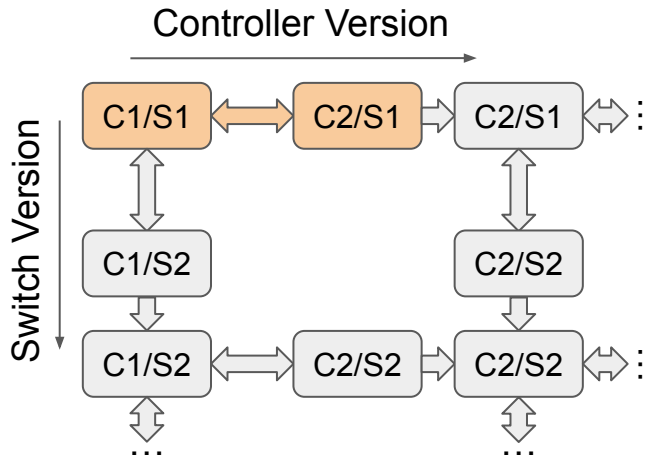 Controller Version
Switch Version
C1/S1 C2/S1 C2/S1 ...
C1/S2 C2/S2
C1/S2 C2/S2 C2/S2 ...
... ...